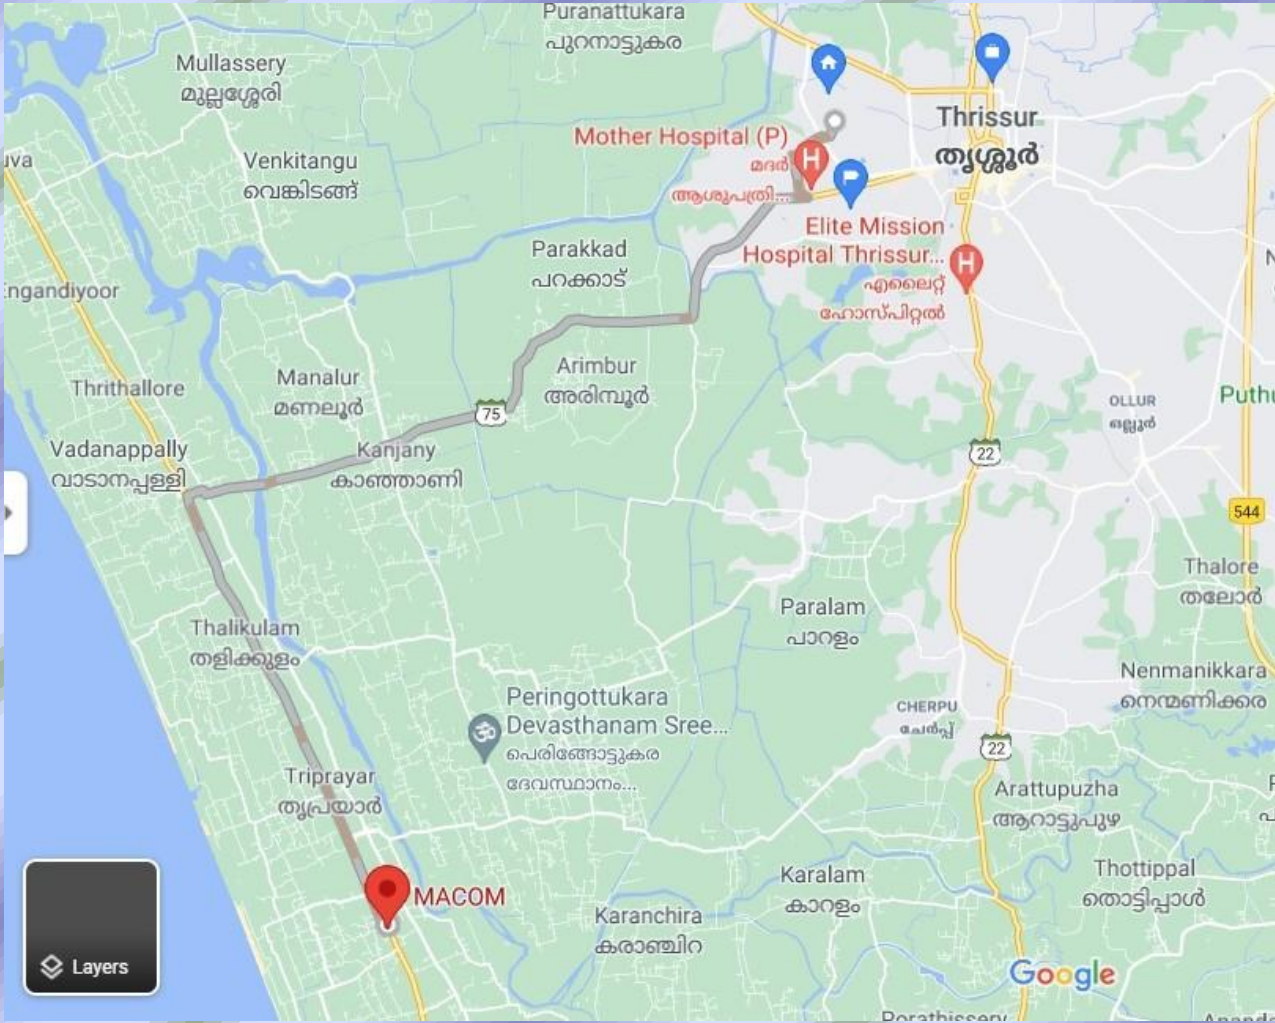 Puranattukara
പുറനാട്ടുകര
Mullassery
മുല്ലശ്ശേരി
Thrissur
തൃശ്ശൂർ
Mother Hospital (P)
മദർ
ആശുപത്രി...
uva
Venkitangu
വെങ്കിടങ്ങ്
Elite Mission
Hospital Thrissur...
എലൈറ്റ്
ഹോസ്പിറ്റൽ
Parakkad
പറക്കാട്
Engandiyoor
Thrithallore
Manalur
മണലൂർ
Arimbur
അരിമ്പൂർ
75
OLLUR
ഒല്ലൂർ
Puthu
Vadanappally
വാടാനപ്പള്ളി
Kanjany
കാഞ്ഞാണി
22
544
Thalore
തലോർ
Paralam
പാറളം
Thalikulam
തളിക്കുളം
Nenmanikkara
നെന്മണിക്കര
Peringottukara
Devasthanam Sree...
പെരിങ്ങോട്ടുകര
ദേവസ്ഥാനം...
CHERPU
ചേർപ്പ്
22
Triprayar
തൃപ്രയാർ
Arattupuzha
ആറാട്ടുപുഴ
MACOM
Karalam
കാറളം
Thottippal
തൊട്ടിപ്പാൾ
Karanchira
കരാഞ്ചിറ
Layers
Google
Porathissery